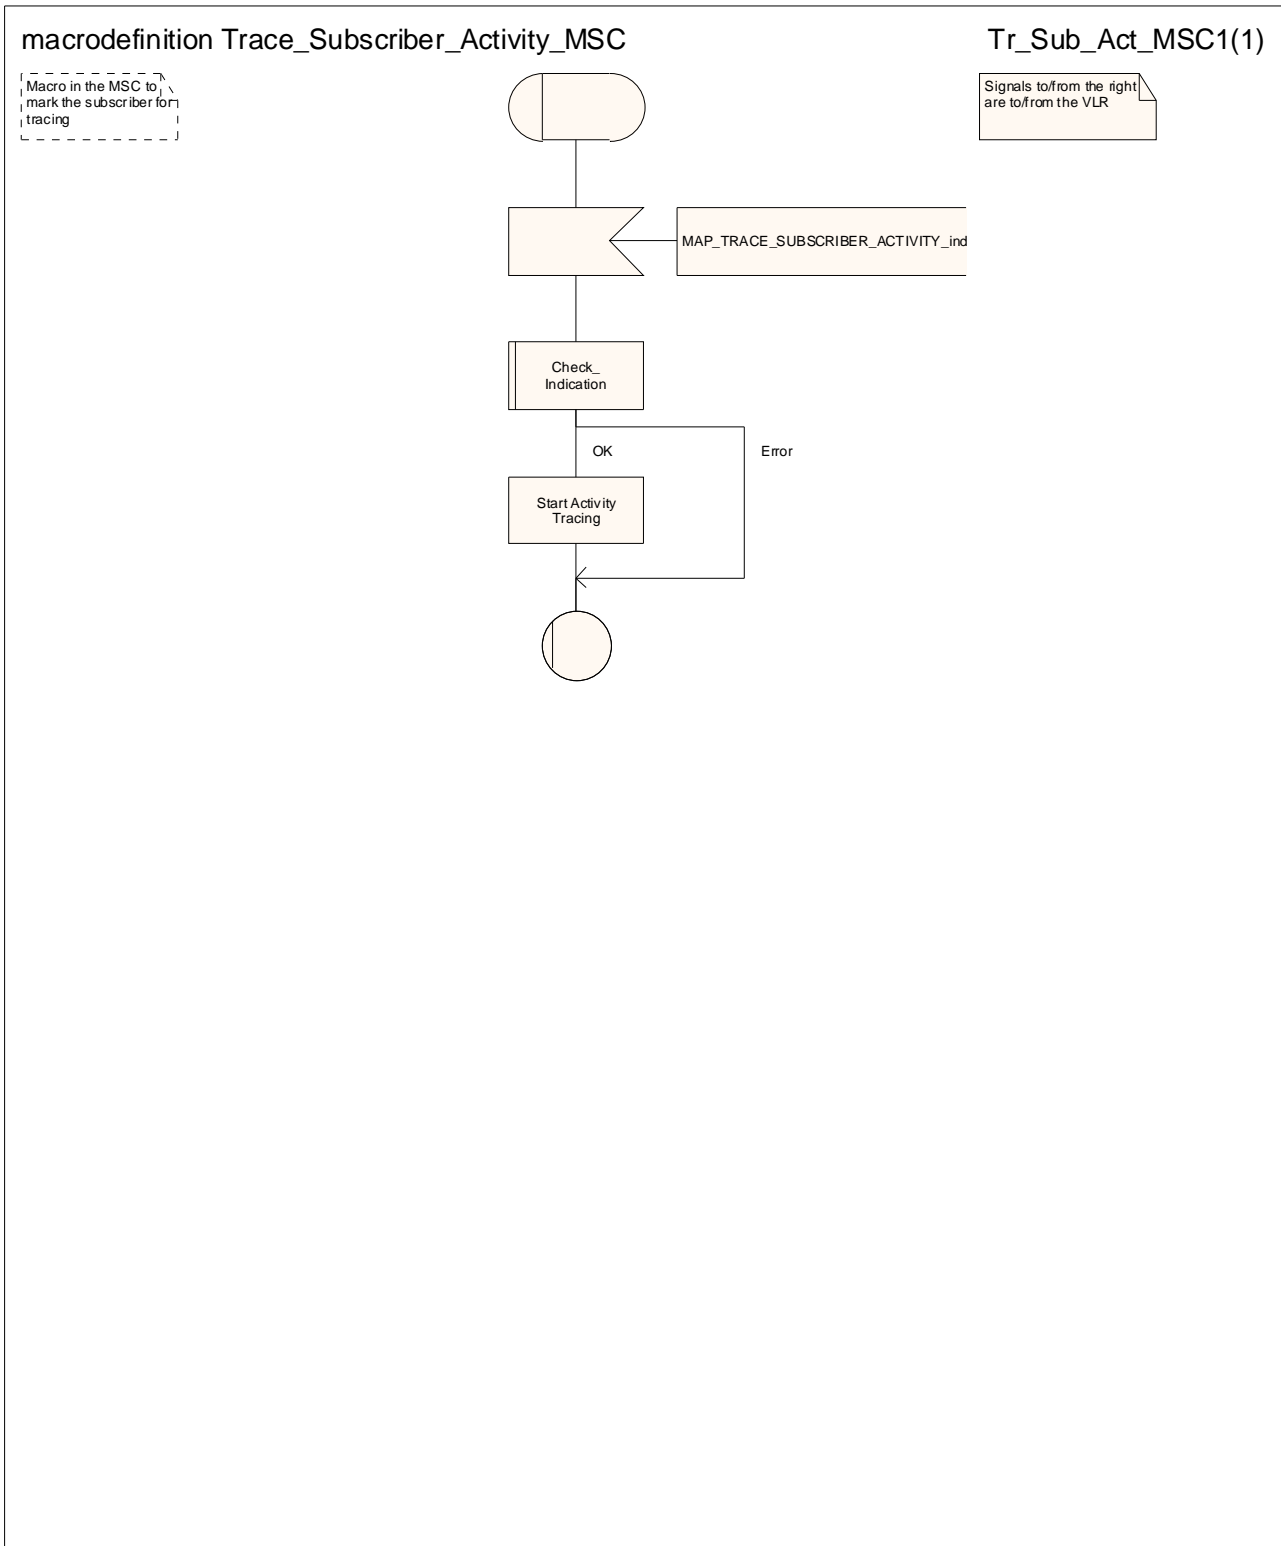 macrodefinition Trace_Subscriber_Activity_MSC
Tr_Sub_Act_MSC1(1)
Macro in the MSC to
mark the subscriber for
tracing
Signals to/from the right
are to/from the VLR
MAP_TRACE_SUBSCRIBER_ACTIVITY_ind
Check_
Indication
OK
Error
Start Activity
Tracing